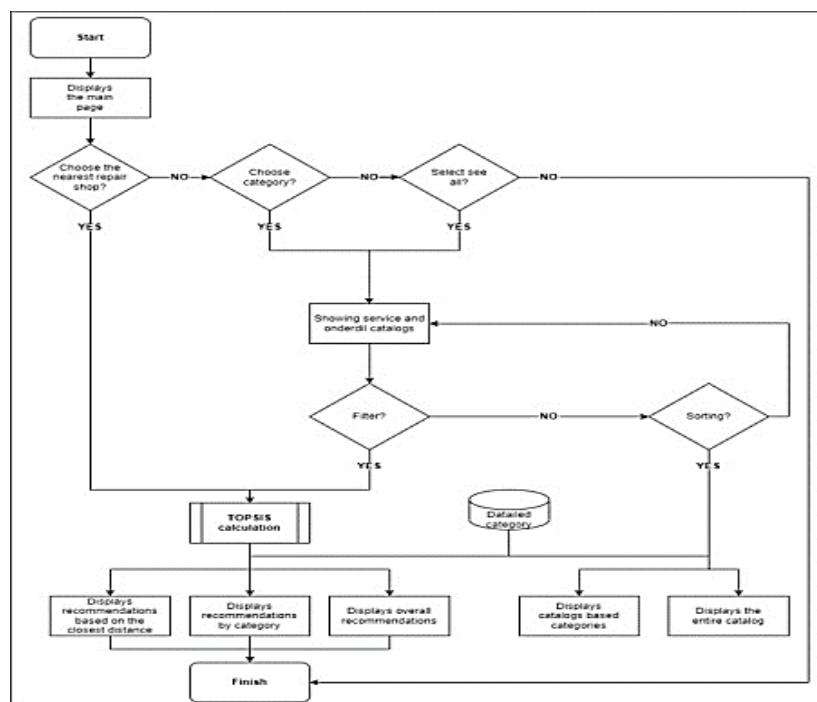 Start
Displays
the main
page
Choose the
nearest repair
shop?
NO
Choose
category?
NO
Select see
all?
NO
YES
YES
YES
Showing service and
onderdil catalogs
NO
Filter?
NO
Sorting?
YES
YES
TOPSIS
calculation
Datailed
category
Displays
recommendations
based on the
closest distance
Displays
recommendations
by category
Displays overall
recommendations
Displays
catalogs based
categories
Displays the
entire catalog
Finish